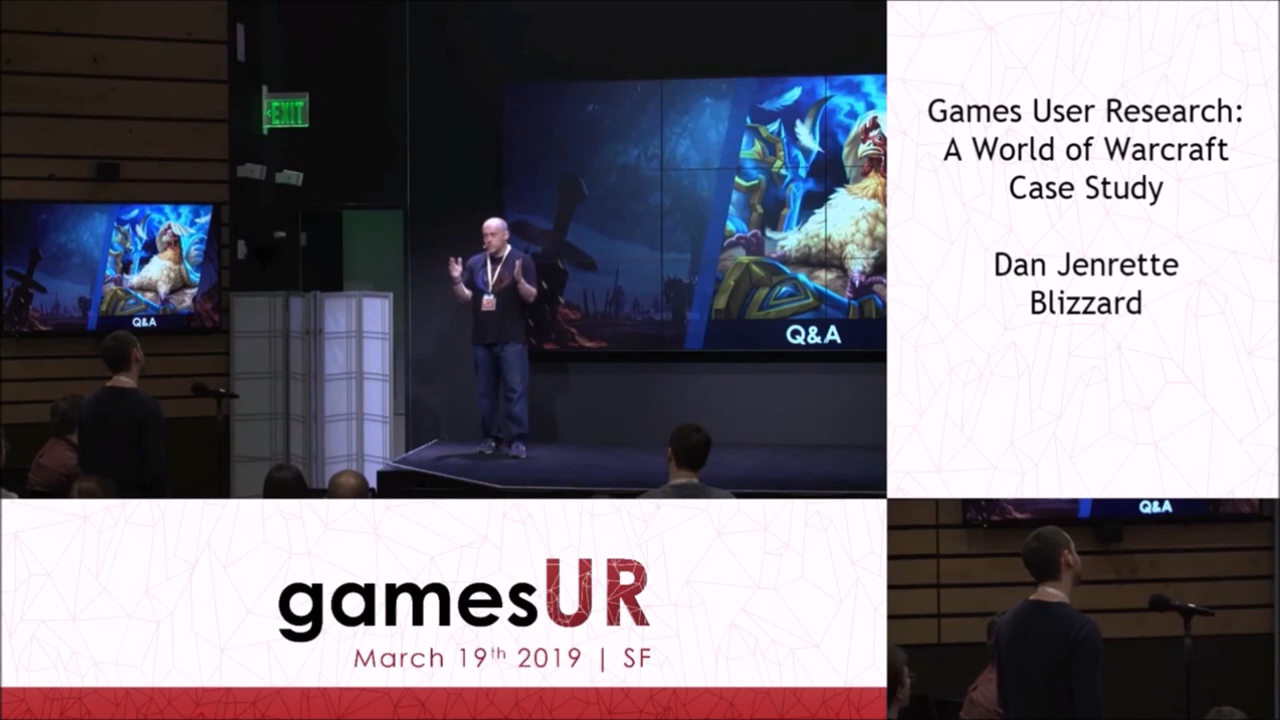 EXIT
Q&A
Q&A
Games User Research:
A World of Warcraft
Case Study
Dan Jenrette
Blizzard
gamesUR
March 19th 2019 | SF
Q&A